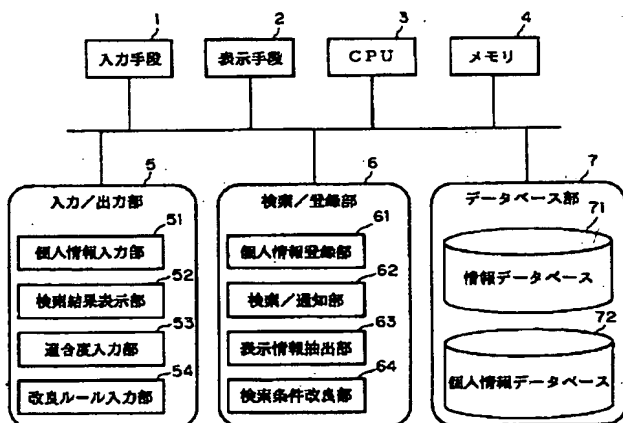 1
入力手段
2
表示手段
3
CPU
4
メモリ
5
入力/出力部
51
個人情報入力部
52
検索結果表示部
53
適合度入力部
54
改良ルール入力部
6
検索/登録部
61
個人情報登録部
62
検索/通知部
63
表示情報抽出部
64
検索条件改良部
7
データベース部
71
情報データベース
72
個人情報データベース